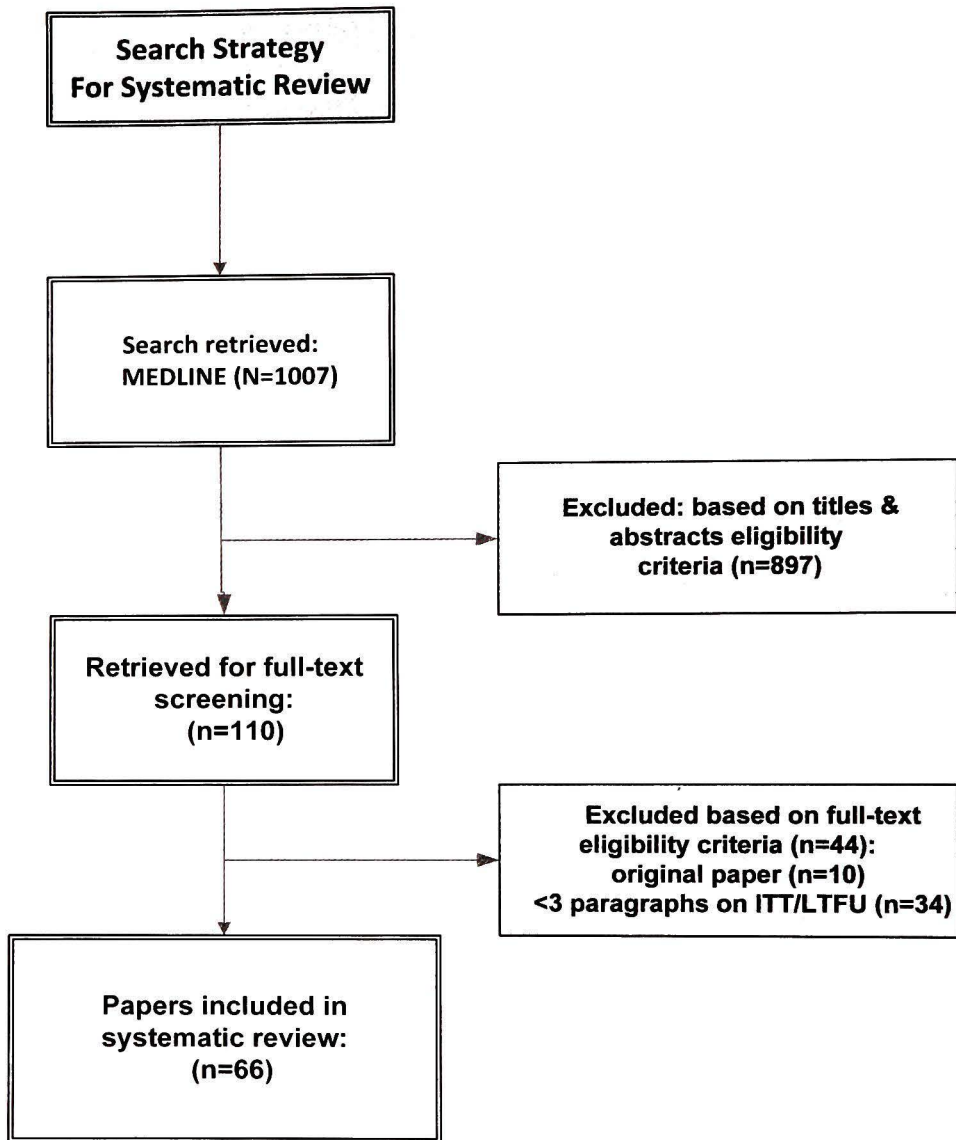 Search Strategy
For Systematic Review
Search retrieved:
MEDLINE (N=1007)
Excluded: based on titles &
abstracts eligibility
criteria (n=897)
Retrieved for full-text
screening:
(n=110)
Excluded based on full-text
eligibility criteria (n=44):
original paper (n=10)
<3 paragraphs on ITT/LTFU (n=34)
Papers included in
systematic review:
(n=66)